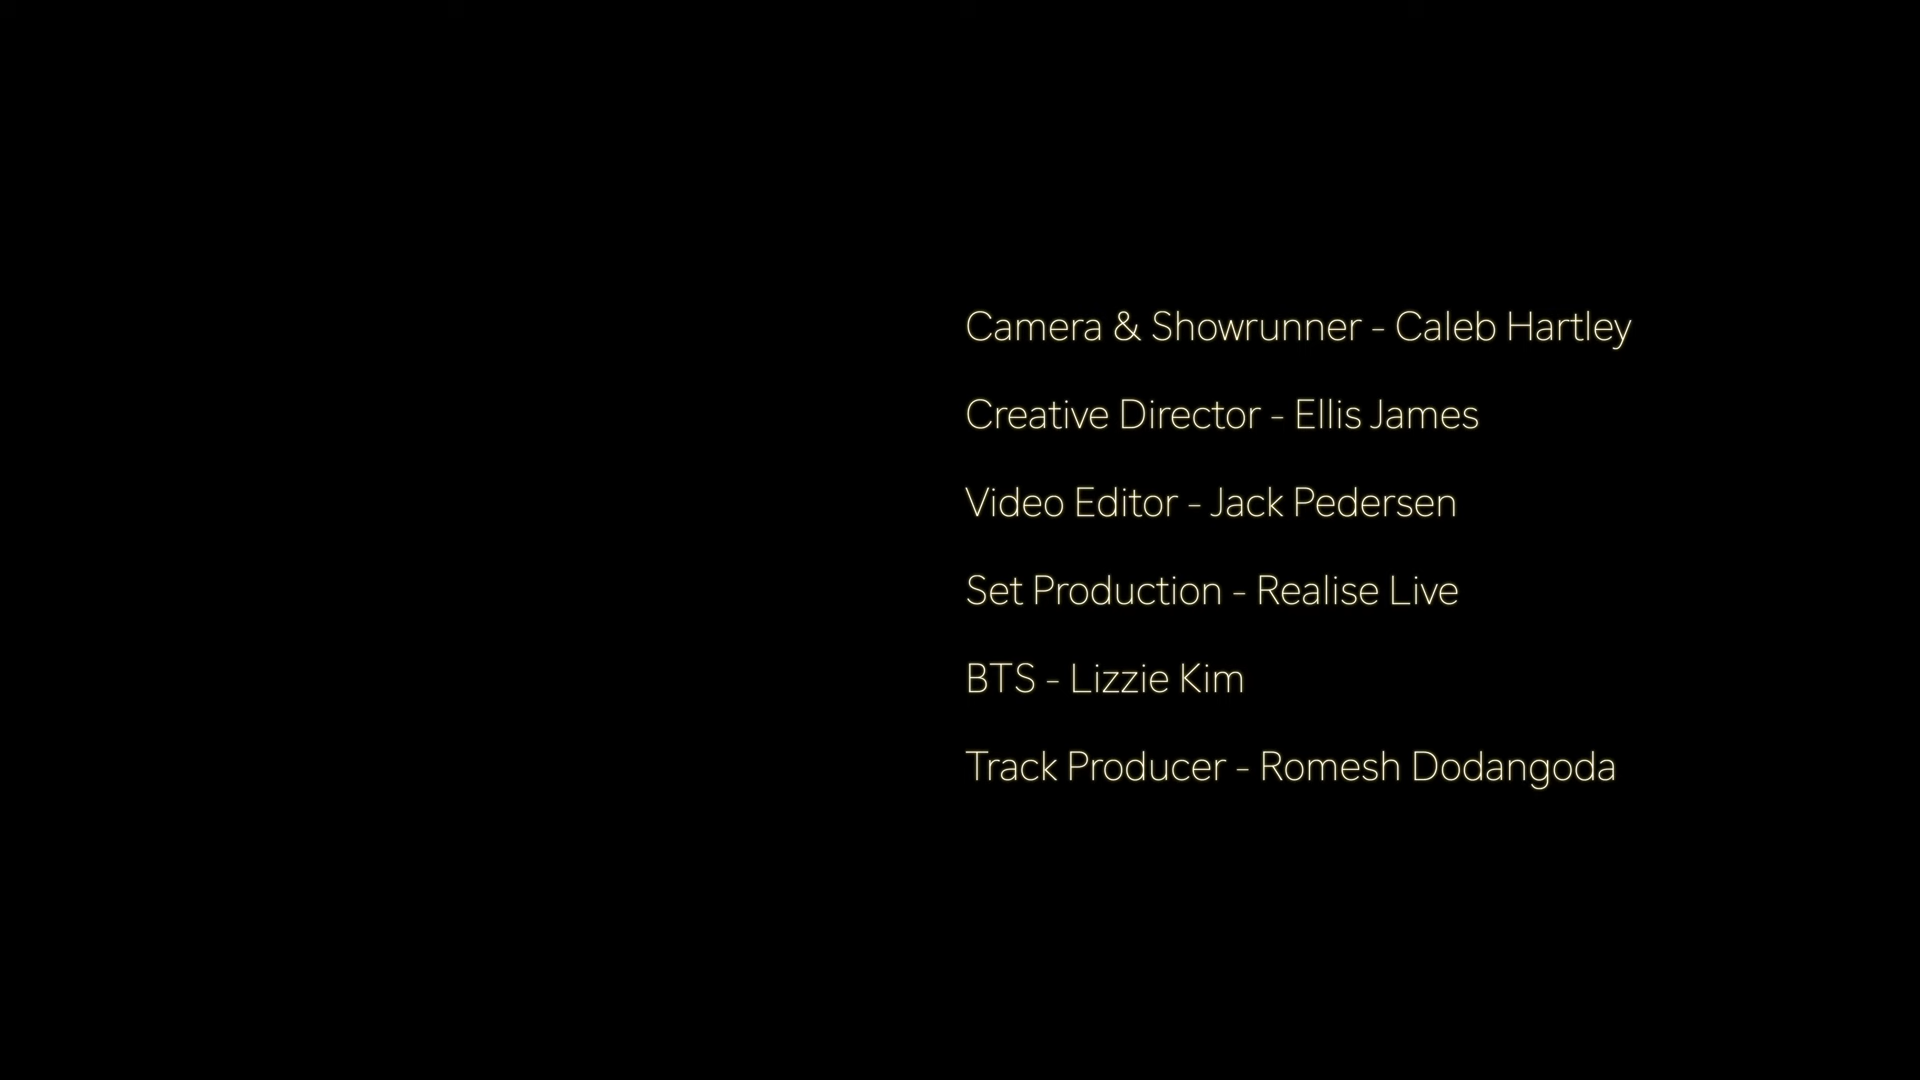 Camera & Showrunner - Caleb Hartley
Creative Director - Ellis James
Video Editor - Jack Pedersen
Set Production - Realise Live
BTS - Lizzie Kim
Track Producer - Romesh Dodangoda